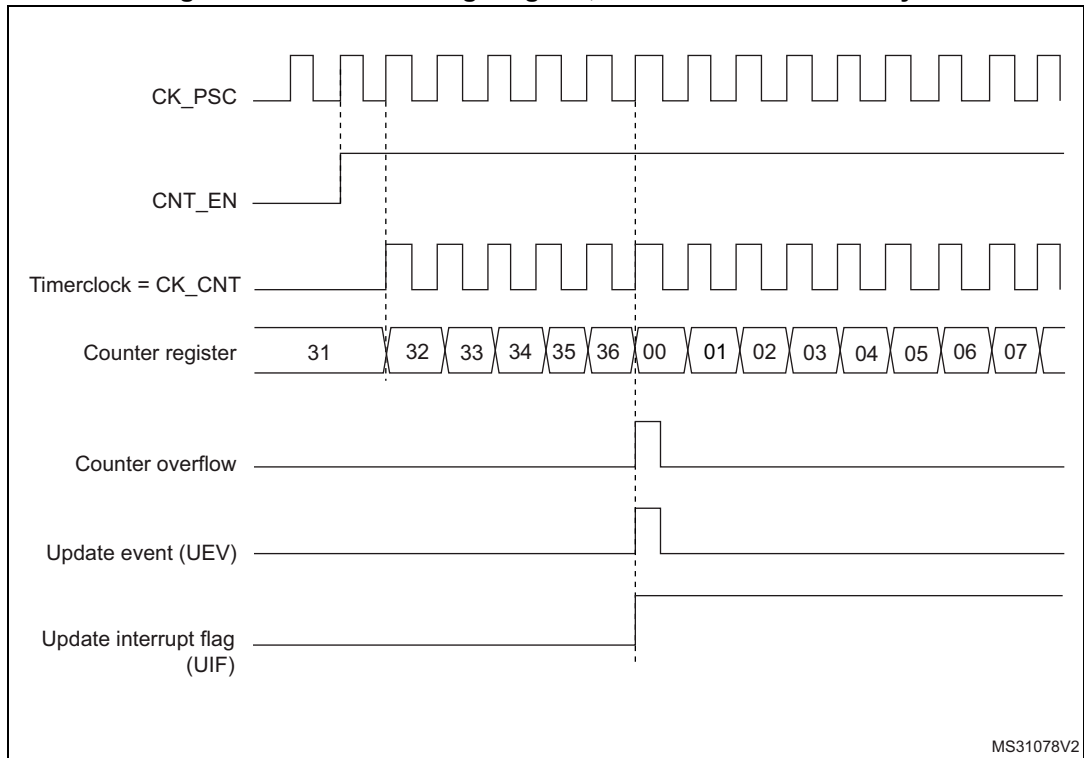 CK_PSC
CNT_EN
Timerclock = CK_CNT
Counter register 31 32 33 34 35 36 00 01 02 03 04 05 06 07
Counter overflow
Update event (UEV)
Update interrupt flag
(UIF)
MS31078V2